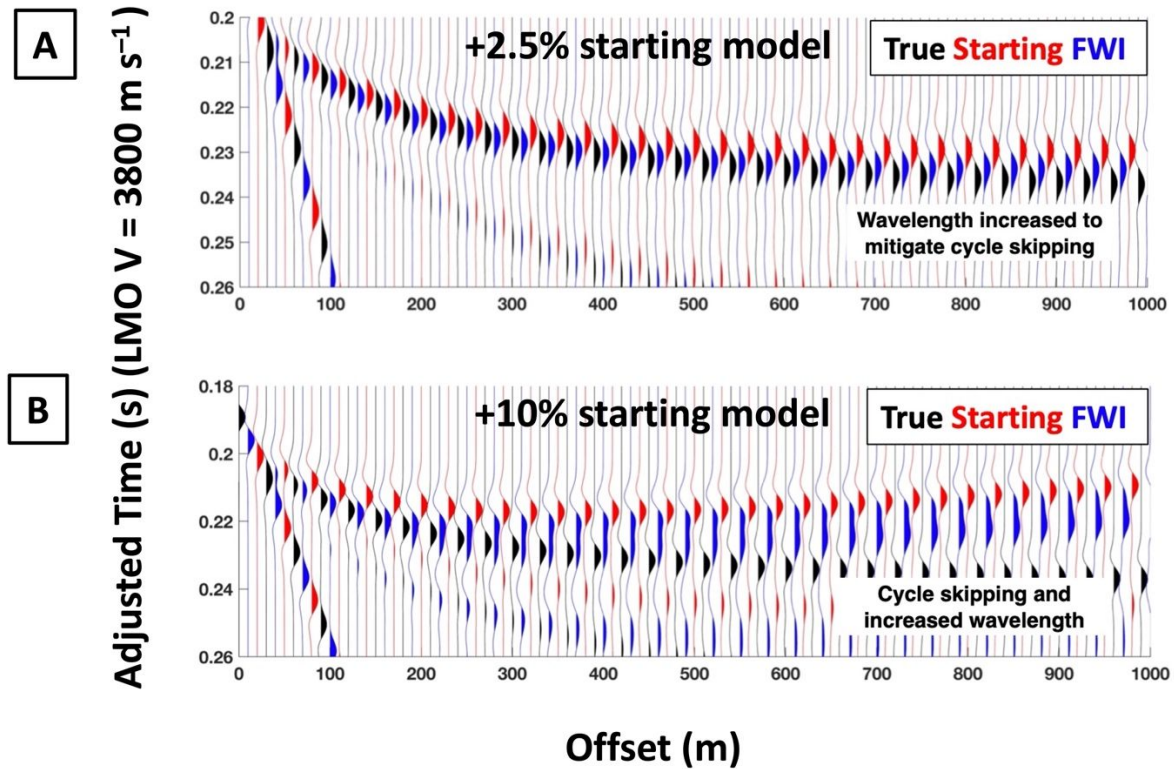 A
+2.5% starting model
True Starting FWI
0.2
0.21
0.22
0.23
0.24
0.25
0.26
Wavelength increased to
mitigate cycle skipping
0 100 200 300 400 500 600 700 800 900 1000
Adjusted Time (s) (LMO V = 3800 m s⁻¹)
B
+10% starting model
True Starting FWI
0.18
0.2
0.22
0.24
0.26
Cycle skipping and
increased wavelength
0 100 200 300 400 500 600 700 800 900 1000
Offset (m)